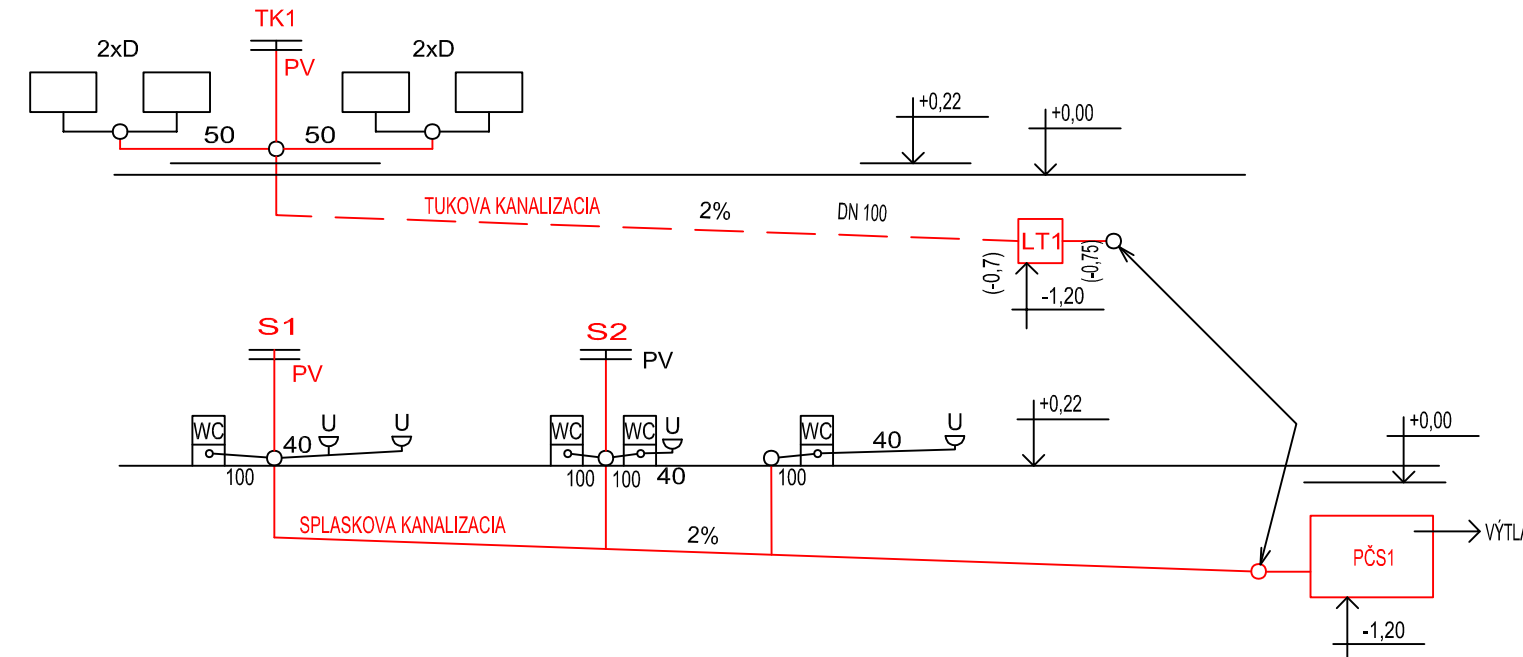 TK1
2xD
2xD
PV
50
50
+0,22
+0,00
TUKOVA KANALIZACIA
2%
DN 100
LT1
(-0,7)
(-0,75)
-1,20
S1
S2
PV
PV
WC
40
U
U
WC
WC
U
WC
40
U
+0,22
+0,00
100
100
100
40
100
SPLASKOVA KANALIZACIA
2%
PČS1
VÝTLA
-1,20